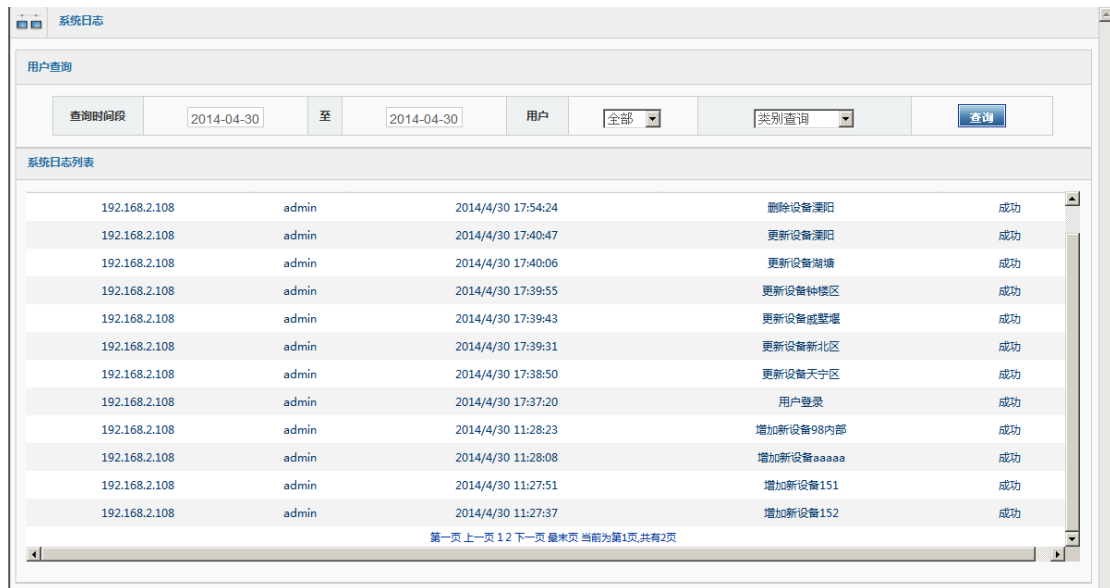 系统日志
用户查询
查询时间段 2014-04-30 至 2014-04-30 用户 全部 类别查询 查询
系统日志列表
192.168.2.108 admin 2014/4/30 17:54:24 删除设备溧阳 成功
192.168.2.108 admin 2014/4/30 17:40:47 更新设备溧阳 成功
192.168.2.108 admin 2014/4/30 17:40:06 更新设备湖塘 成功
192.168.2.108 admin 2014/4/30 17:39:55 更新设备钟楼区 成功
192.168.2.108 admin 2014/4/30 17:39:43 更新设备戚墅堰 成功
192.168.2.108 admin 2014/4/30 17:39:31 更新设备新北区 成功
192.168.2.108 admin 2014/4/30 17:38:50 更新设备天宁区 成功
192.168.2.108 admin 2014/4/30 17:37:20 用户登录 成功
192.168.2.108 admin 2014/4/30 11:28:23 增加新设备98内部 成功
192.168.2.108 admin 2014/4/30 11:28:08 增加新设备aaaaa 成功
192.168.2.108 admin 2014/4/30 11:27:51 增加新设备151 成功
192.168.2.108 admin 2014/4/30 11:27:37 增加新设备152 成功
第一页 上一页 1 2 下一页 最末页 当前为第1页,共有2页